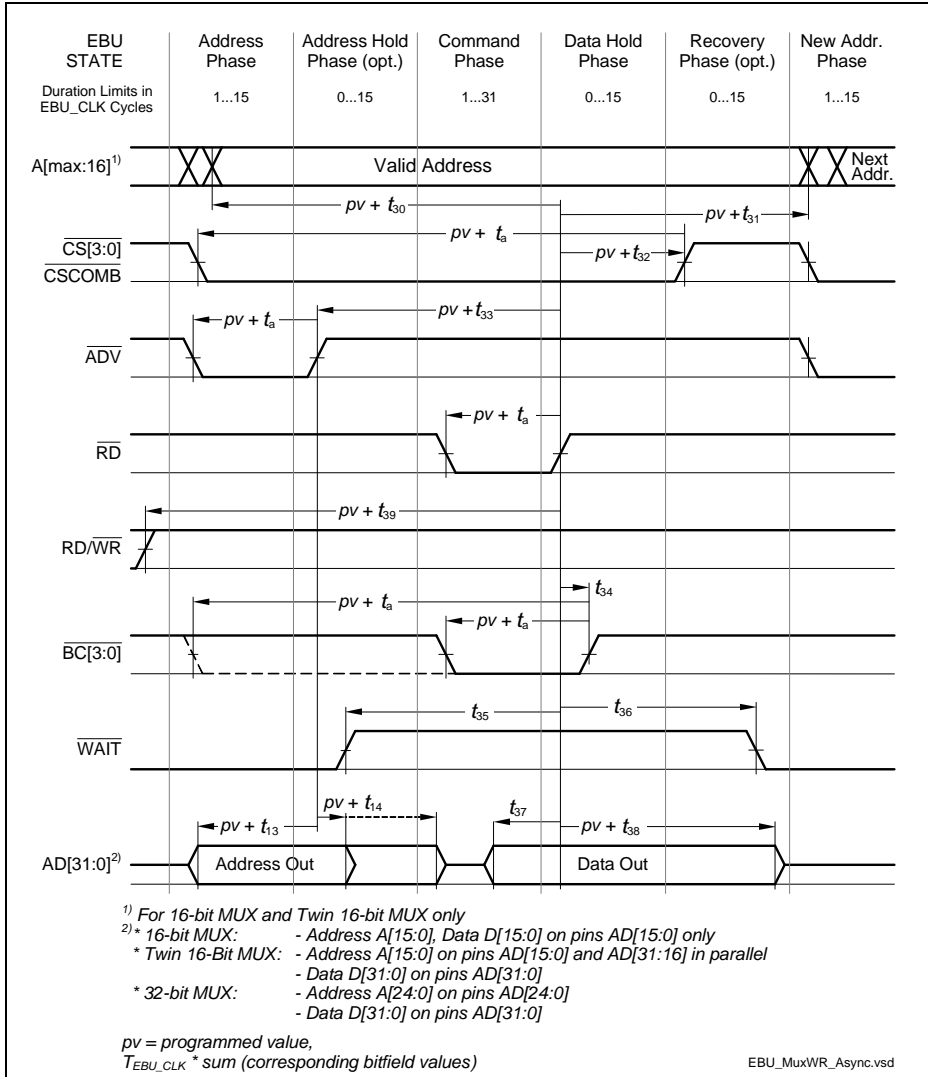 EBU STATE
Address Phase
Address Hold Phase (opt.)
Command Phase
Data Hold Phase
Recovery Phase (opt.)
New Addr. Phase
Duration Limits in EBU_CLK Cycles
1...15
0...15
1...31
0...15
0...15
1...15
A[max:16]1)
Valid Address
Next Addr.
pv + t30
pv + t31
CS[3:0]
CSCOMB
pv + ta
pv + t32
ADV
pv + ta
pv + t33
RD
pv + ta
RD/WR
pv + t39
BC[3:0]
t34
pv + ta
pv + ta
WAIT
t35
t36
AD[31:0]2)
pv + t13
pv + t14
t37
pv + t38
Address Out
Data Out
1) For 16-bit MUX and Twin 16-bit MUX only
2) * 16-bit MUX: - Address A[15:0], Data D[15:0] on pins AD[15:0] only
* Twin 16-Bit MUX: - Address A[15:0] on pins AD[15:0] and AD[31:16] in parallel
- Data D[31:0] on pins AD[31:0]
* 32-bit MUX: - Address A[24:0] on pins AD[24:0]
- Data D[31:0] on pins AD[31:0]
pv = programmed value,
TEBU_CLK * sum (corresponding bitfield values)
EBU_MuxWR_Async.vsd